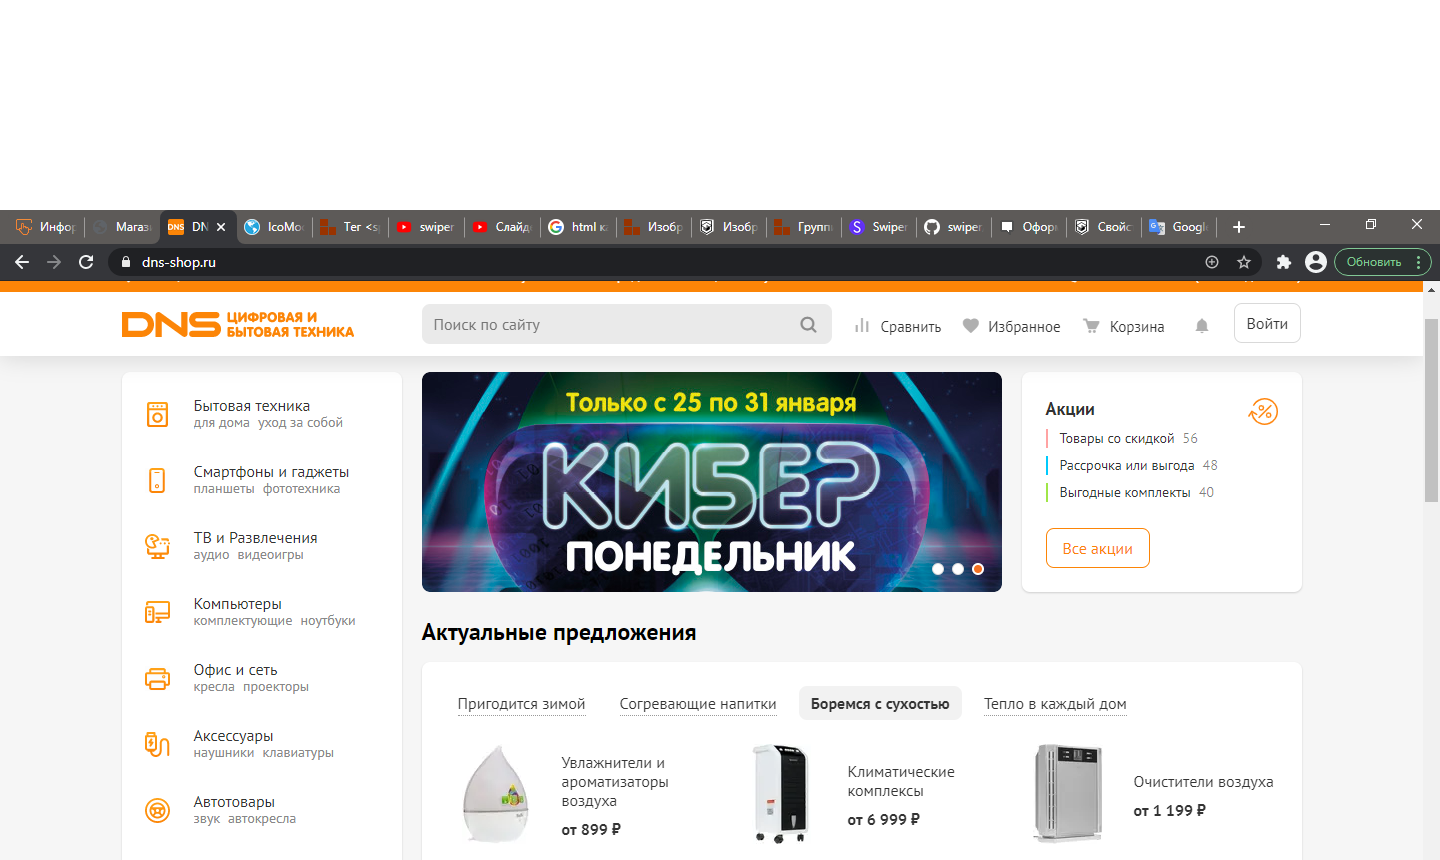 Инфор
Магаз
DN
IcoMo
Тег <s
swiper
Слайд
html к
Изобр
Изобр
Групп
Swiper
swiper
Офор
Свойс
Google
dns-shop.ru
Обновить
DNS ЦИФРОВАЯ И
БЫТОВАЯ ТЕХНИКА
Поиск по сайту
Сравнить
Избранное
Корзина
Войти
Бытовая техника
для дома уход за собой
Смартфоны и гаджеты
планшеты фототехника
ТВ и Развлечения
аудио видеоигры
Компьютеры
комплектующие ноутбуки
Офис и сеть
кресла проекторы
Аксессуары
наушники клавиатуры
Автотовары
звук автокресла
Только с 25 по 31 января
КИБЕР
ПОНЕДЕЛЬНИК
Акции
Товары со скидкой 56
Рассрочка или выгода 48
Выгодные комплекты 40
Все акции
Актуальные предложения
Пригодится зимой
Согревающие напитки
Боремся с сухостью
Тепло в каждый дом
Увлажнители и
ароматизаторы
воздуха
от 899 ₽
Климатические
комплексы
от 6 999 ₽
Очистители воздуха
от 1 199 ₽